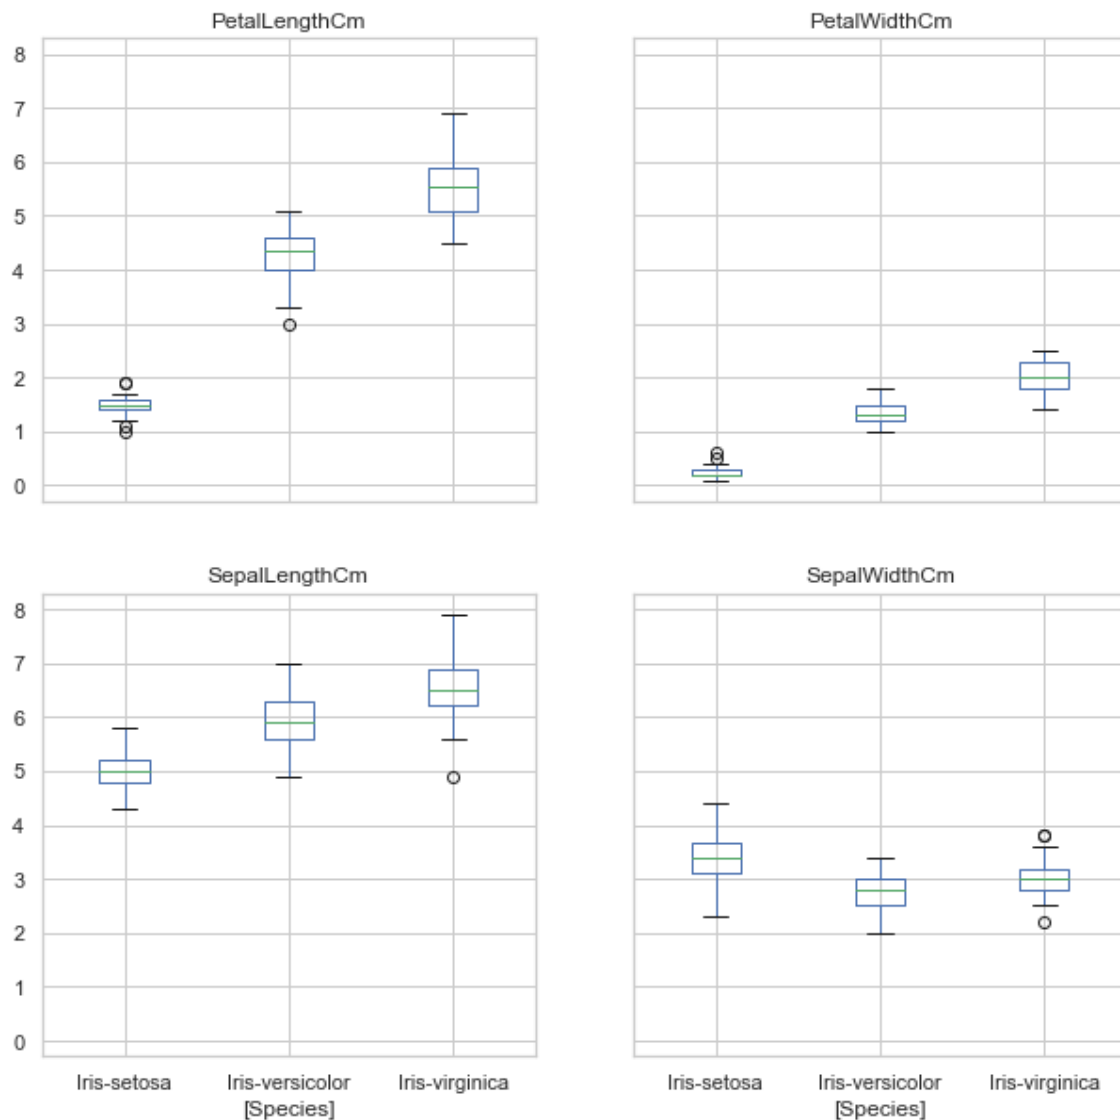 PetalLengthCm
PetalWidthCm
8
7
6
5
4
3
2
1
0
SepalLengthCm
SepalWidthCm
8
7
6
5
4
3
2
1
0
Iris-setosa Iris-versicolor Iris-virginica
[Species]
Iris-setosa Iris-versicolor Iris-virginica
[Species]